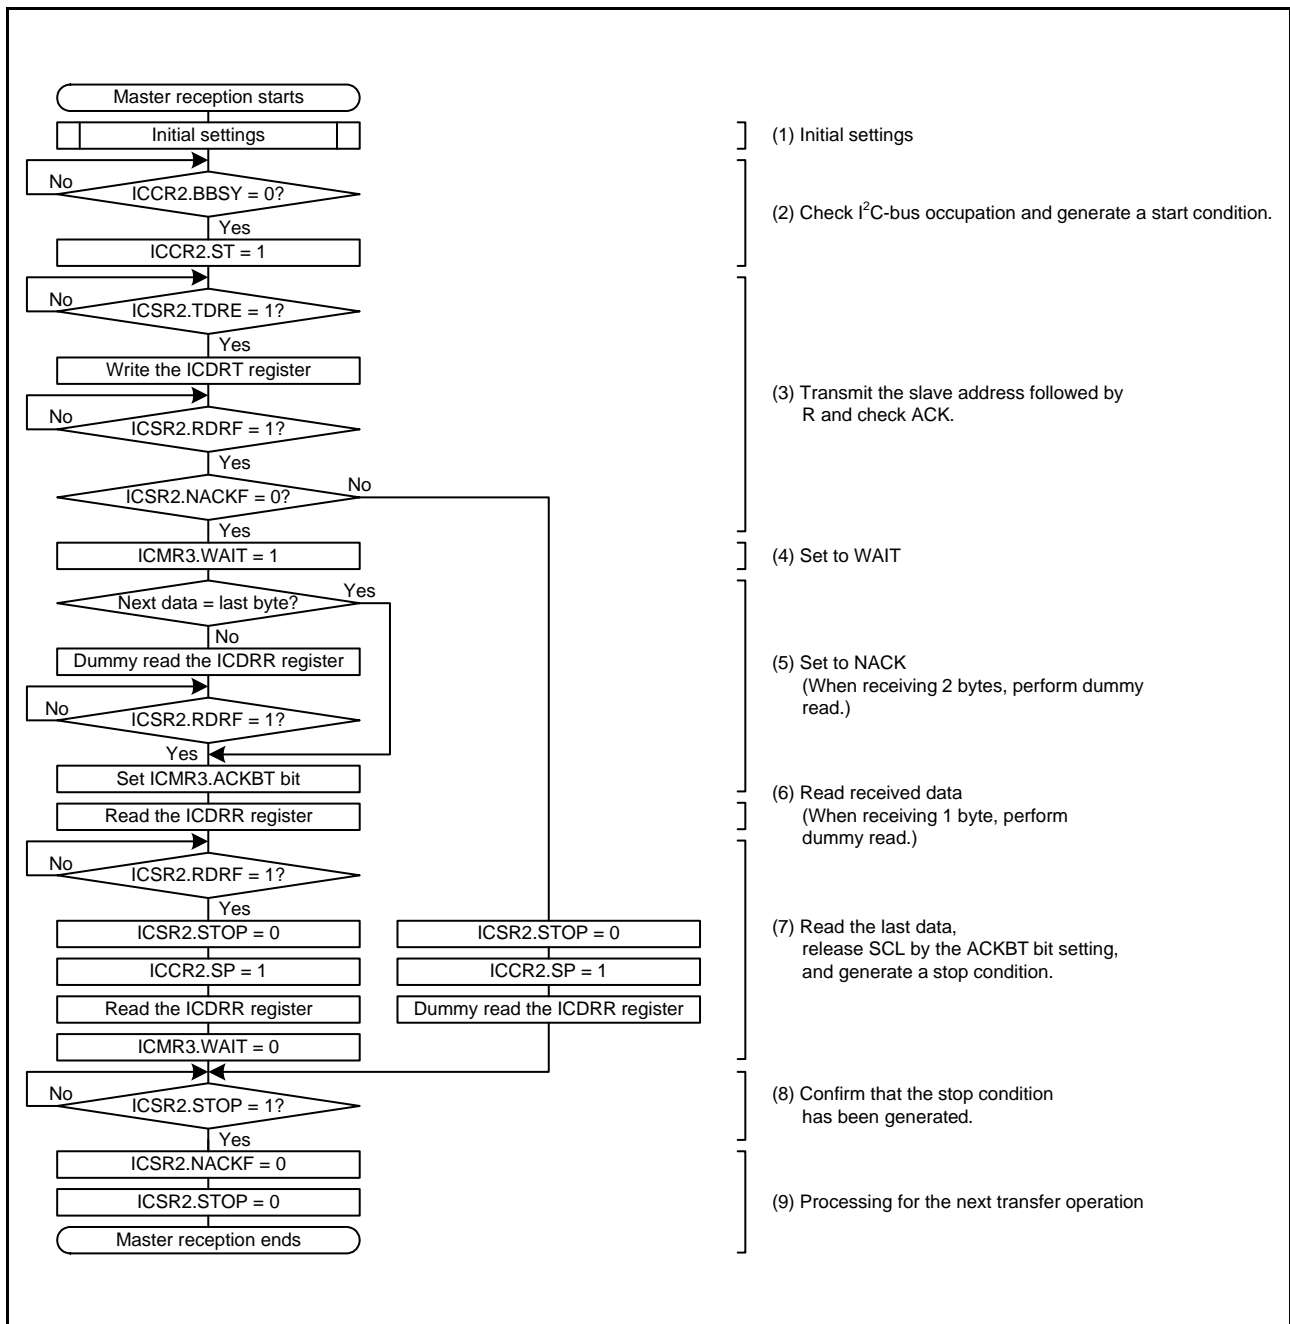 Master reception starts
Initial settings
(1) Initial settings
No
ICCR2.BBSY = 0?
Yes
(2) Check I²C-bus occupation and generate a start condition.
ICCR2.ST = 1
No
ICSR2.TDRE = 1?
Yes
Write the ICDRT register
(3) Transmit the slave address followed by
R and check ACK.
No
ICSR2.RDRF = 1?
Yes
ICSR2.NACKF = 0?
No
Yes
ICMR3.WAIT = 1
(4) Set to WAIT
Next data = last byte?
Yes
No
Dummy read the ICDRR register
(5) Set to NACK
(When receiving 2 bytes, perform dummy
read.)
No
ICSR2.RDRF = 1?
Yes
Set ICMR3.ACKBT bit
Read the ICDRR register
(6) Read received data
(When receiving 1 byte, perform
dummy read.)
No
ICSR2.RDRF = 1?
Yes
ICSR2.STOP = 0
ICCR2.SP = 1
Read the ICDRR register
ICMR3.WAIT = 0
ICSR2.STOP = 0
ICCR2.SP = 1
Dummy read the ICDRR register
(7) Read the last data,
release SCL by the ACKBT bit setting,
and generate a stop condition.
No
ICSR2.STOP = 1?
Yes
(8) Confirm that the stop condition
has been generated.
ICSR2.NACKF = 0
ICSR2.STOP = 0
(9) Processing for the next transfer operation
Master reception ends